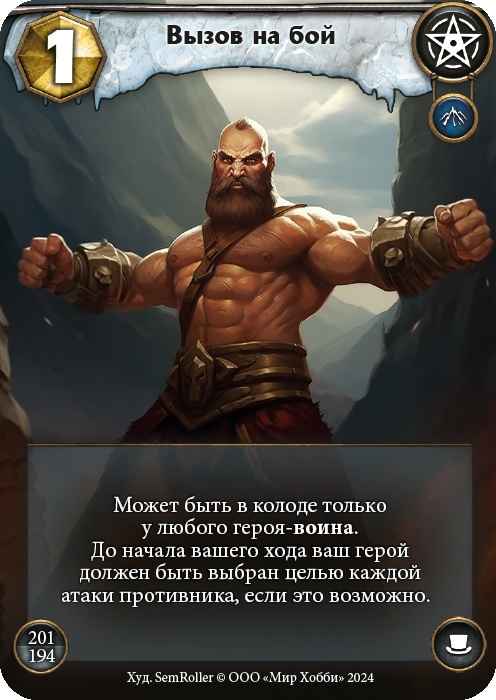 1
Вызов на бой
Может быть в колоде только
у любого героя-воина.
До начала вашего хода ваш герой
должен быть выбран целью каждой
атаки противника, если это возможно.
201
194
Худ. SemRoller © ООО «Мир Хобби» 2024